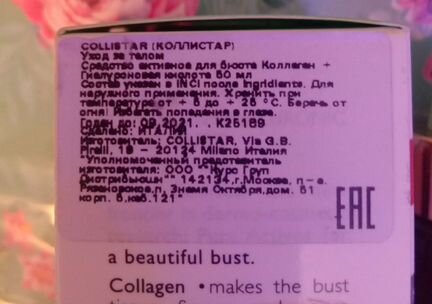 COLLISTAR (КОЛЛИСТАР)
Уход за телом
Средство активное для бюста Коллаген +
Гиалуроновая кислота 50 мл
Состав указан в INCI после Ingridients. Для
наружного применения. Хранить при
температуре от + 5 до + 25 °C. Беречь от
огня! Избегать попадания в глаза.
Годен до: 09.2021. . K25169
Сделано: ИТАЛИЯ
Изготовитель: COLLISTAR, Via G.B.
Pirelli, 19 - 20124 Milano Италия
"Уполномоченный представитель
изготовителя: ООО ""Курс Груп
Дистрибьюшн"" 142134,г.Москва, п-е.
Рязановское,п. Знамя Октября,дом. 31
корп. 5,каб.121"
EAC
a beautiful bust.
Collagen • makes the bust